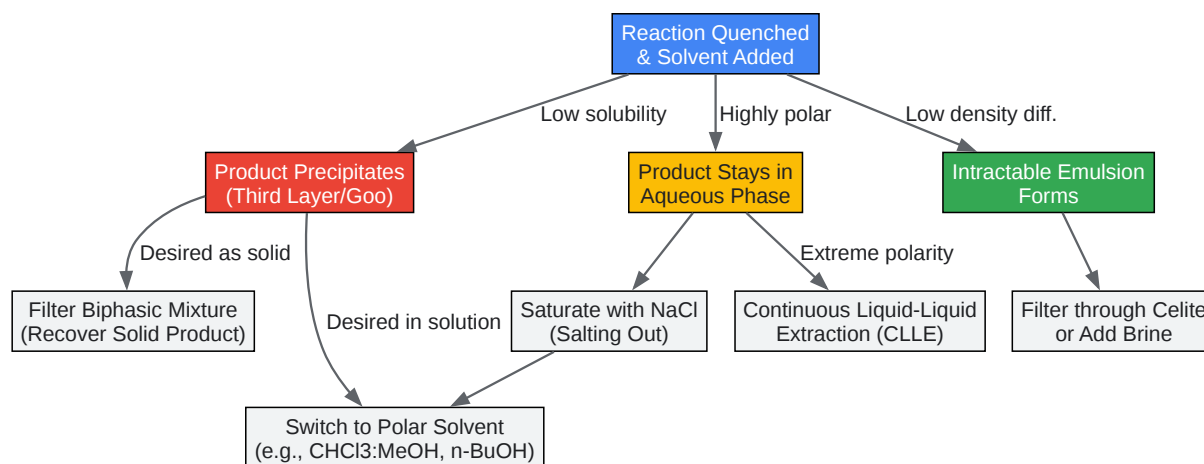 Reaction Quenched
& Solvent Added
Low solubility
Highly polar
Low density diff.
Product Precipitates
(Third Layer/Goo)
Product Stays in
Aqueous Phase
Intractable Emulsion
Forms
Desired as solid
Extreme polarity
Filter Biphasic Mixture
(Recover Solid Product)
Desired in solution
Saturate with NaCl
(Salting Out)
Continuous Liquid-Liquid
Extraction (CLLE)
Filter through Celite
or Add Brine
Switch to Polar Solvent
(e.g., CHCl3:MeOH, n-BuOH)